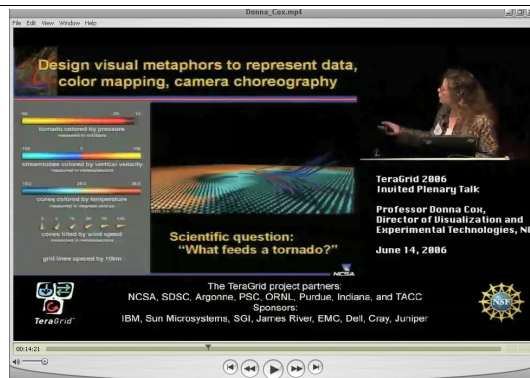 Donna_Cox.mp4
File Edit View Window Help
Design visual metaphors to represent data,
color mapping, camera choreography
tornado colored by pressure
streamtubes colored by vertical velocity
cones colored by temperature
cones tilted by wind speed
grid lines spaced by 10km
Scientific question:
"What feeds a tornado?"
NCSA
TeraGrid 2006
Invited Plenary Talk
Professor Donna Cox,
Director of Visualization and
Experimental Technologies,
June 14, 2006
TeraGrid
The TeraGrid project partners:
NCSA, SDSC, Argonne, PSC, ORNL, Purdue, Indiana, and TACC
Sponsors:
IBM, Sun Microsystems, SGI, James River, EMC, Dell, Cray, Juniper
NSF
00:14:21